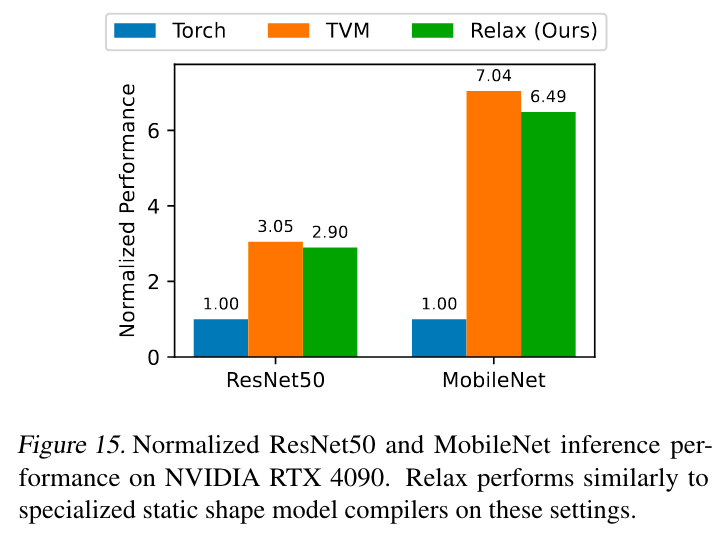 Torch TVM Relax (Ours)
Normalized Performance
6
4
2
0
1.00
3.05
2.90
1.00
7.04
6.49
ResNet50 MobileNet
Figure 15. Normalized ResNet50 and MobileNet inference per-
formance on NVIDIA RTX 4090. Relax performs similarly to
specialized static shape model compilers on these settings.